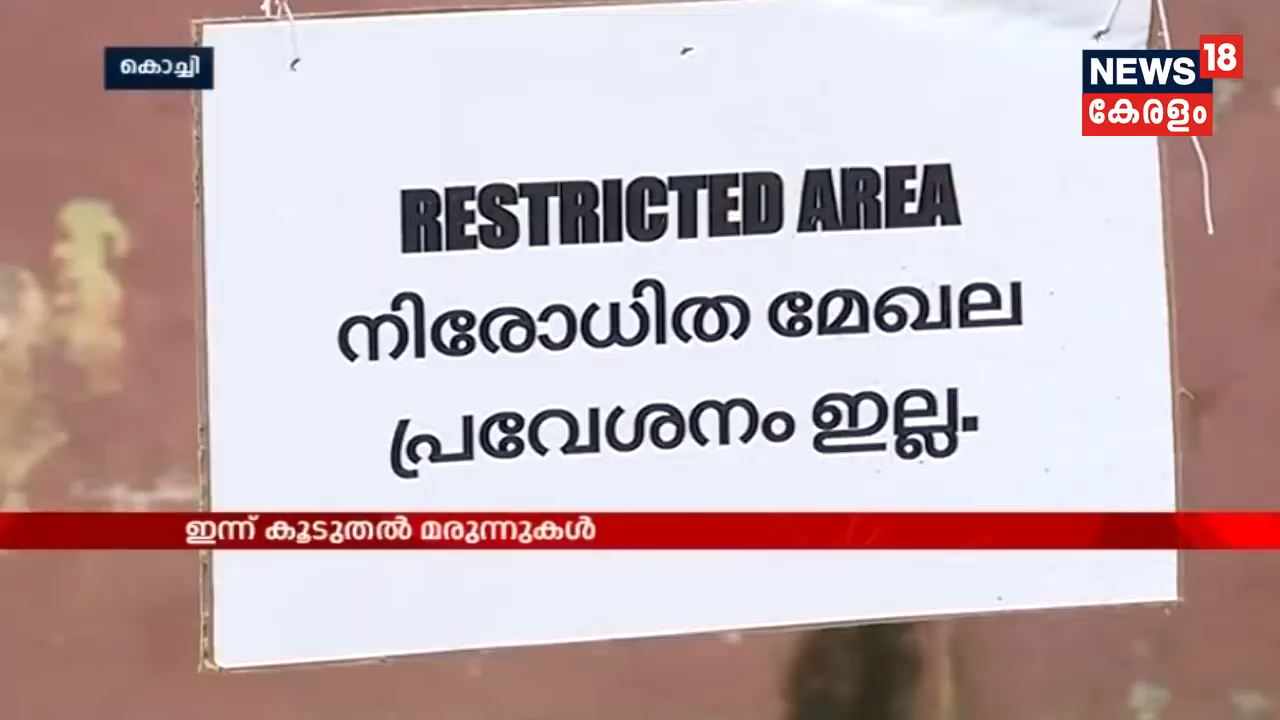 കൊച്ചി
NEWS 18
കേരളം
RESTRICTED AREA
നിരോധിത മേഖല
പ്രവേശനം ഇല്ല.
ഇന്ന് കൂടുതൽ മരുന്നുകൾ